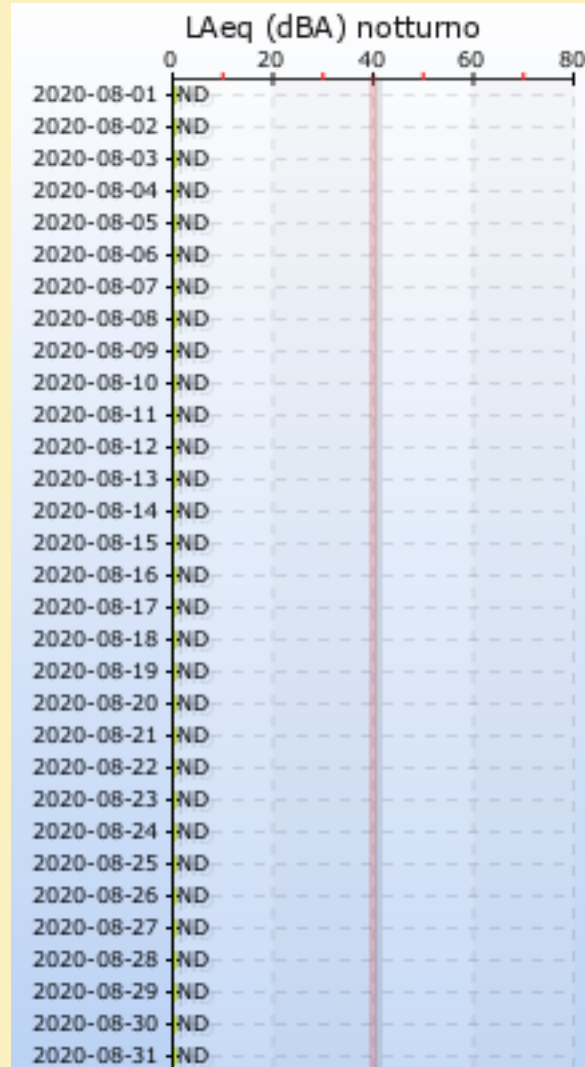 LAeq (dBA) notturno
0 20 40 60 80
2020-08-01 ND
2020-08-02 ND
2020-08-03 ND
2020-08-04 ND
2020-08-05 ND
2020-08-06 ND
2020-08-07 ND
2020-08-08 ND
2020-08-09 ND
2020-08-10 ND
2020-08-11 ND
2020-08-12 ND
2020-08-13 ND
2020-08-14 ND
2020-08-15 ND
2020-08-16 ND
2020-08-17 ND
2020-08-18 ND
2020-08-19 ND
2020-08-20 ND
2020-08-21 ND
2020-08-22 ND
2020-08-23 ND
2020-08-24 ND
2020-08-25 ND
2020-08-26 ND
2020-08-27 ND
2020-08-28 ND
2020-08-29 ND
2020-08-30 ND
2020-08-31 ND